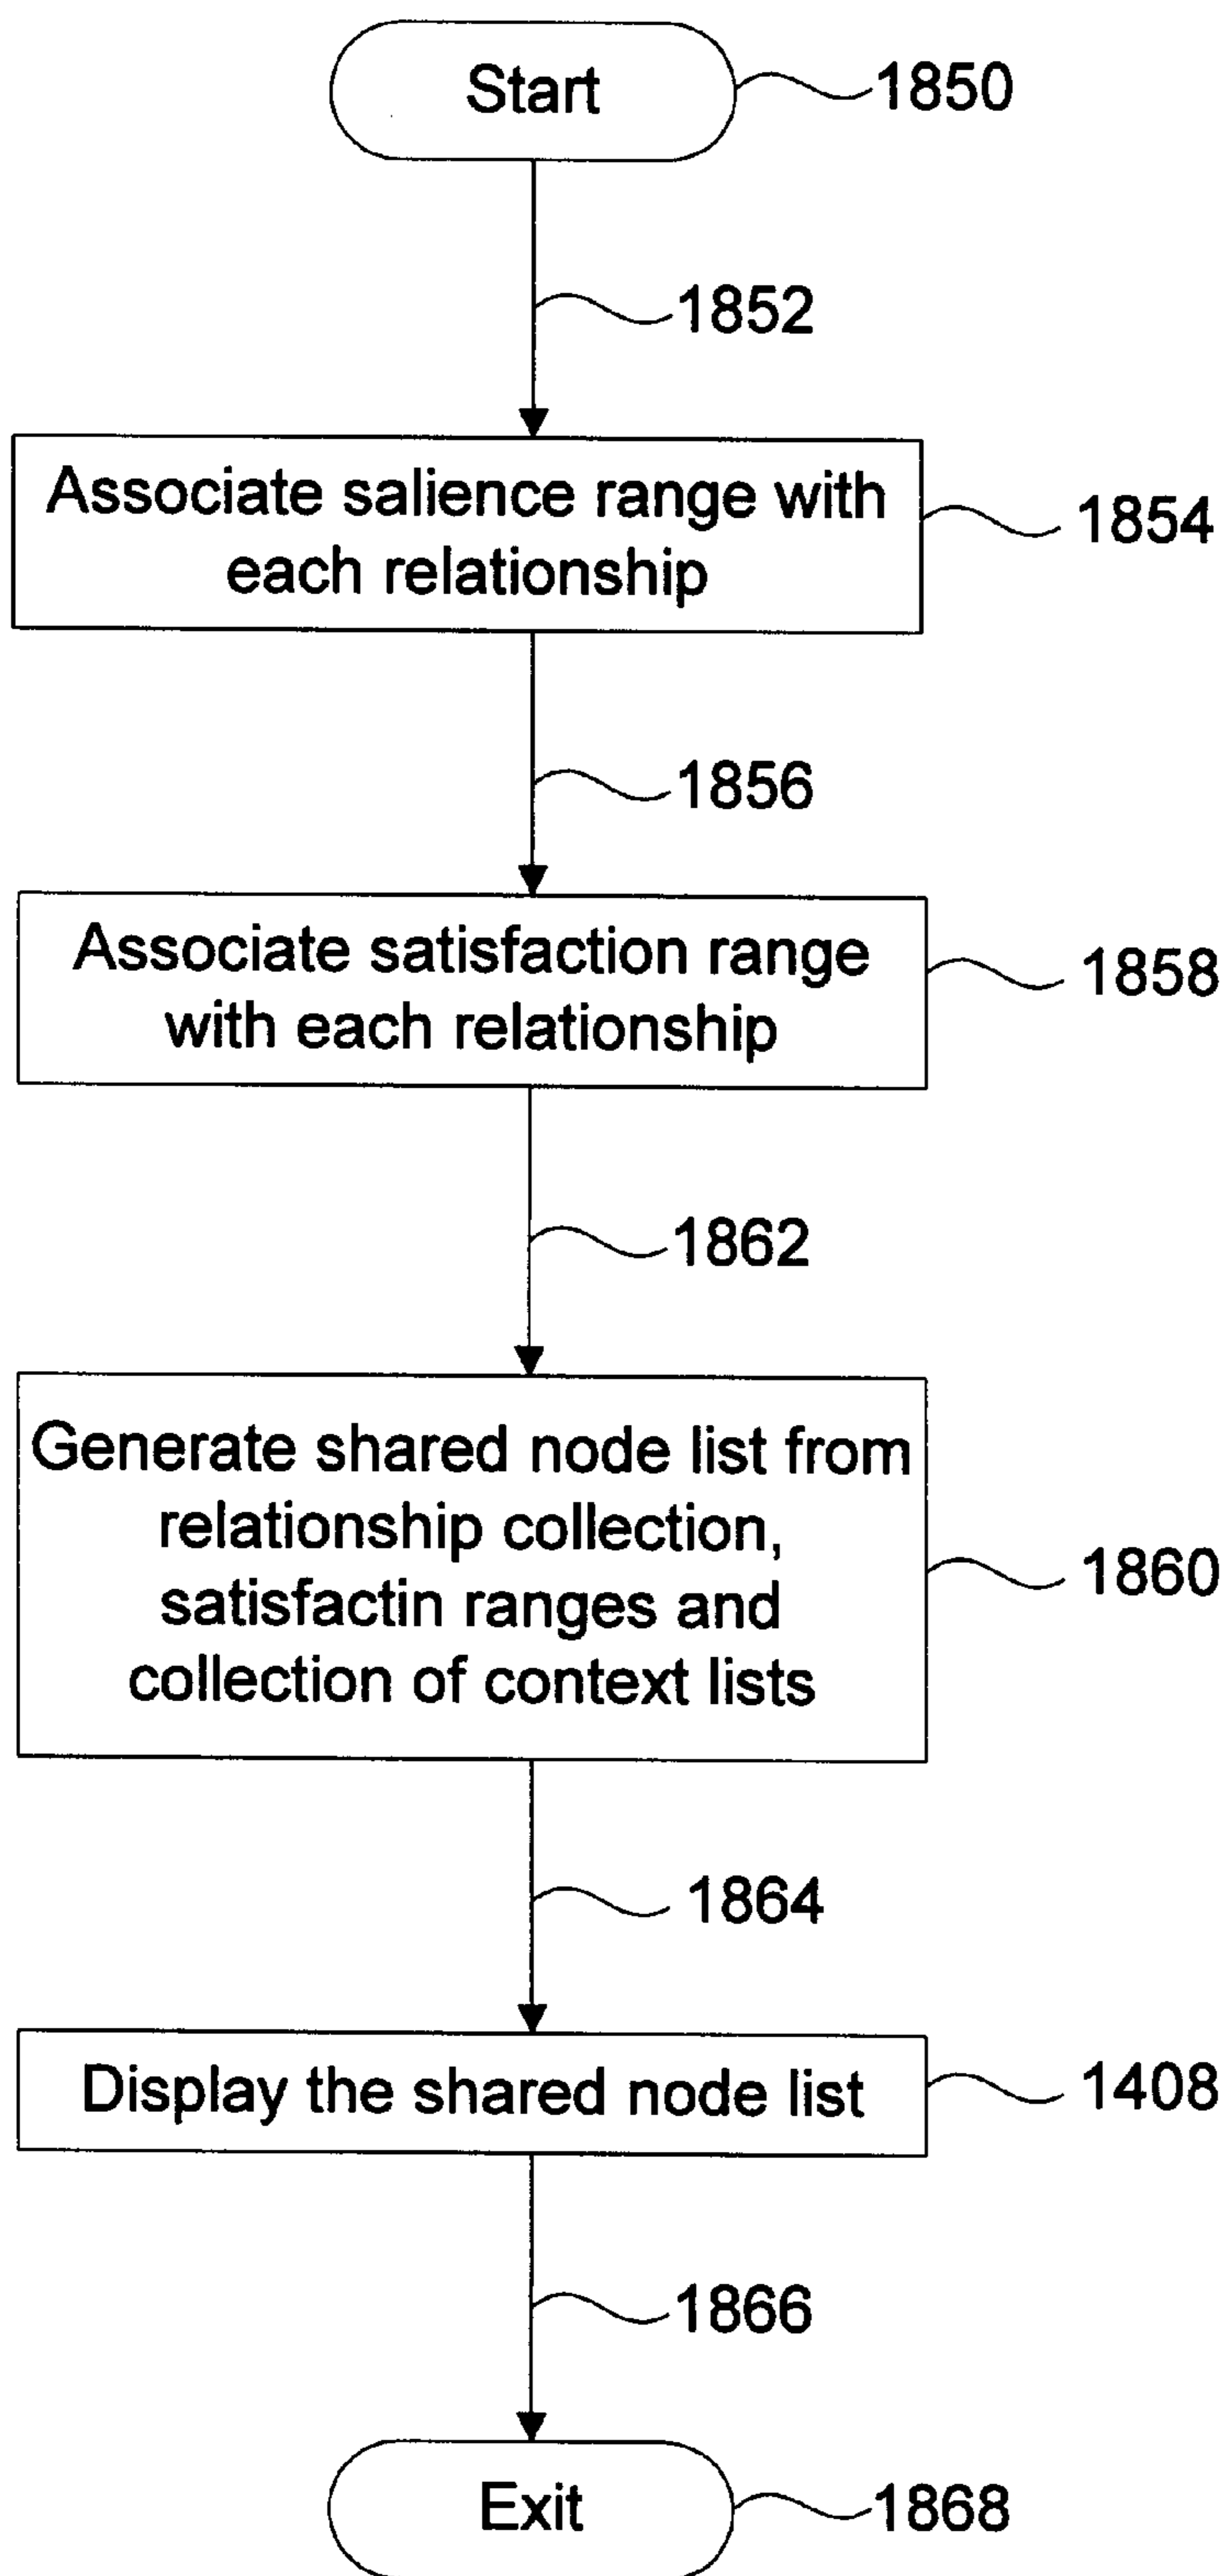 Start
1850
1852
Associate salience range with
each relationship
1854
1856
Associate satisfaction range
with each relationship
1858
1862
Generate shared node list from
relationship collection,
satisfactin ranges and
collection of context lists
1860
1864
Display the shared node list
1408
1866
Exit
1868